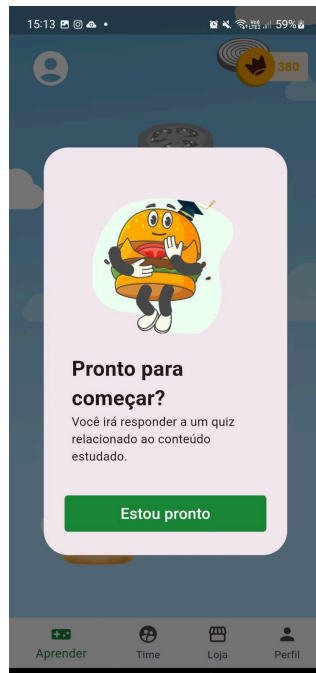 15:13
59%
380
Pronto para
começar?
Você irá responder a um quiz
relacionado ao conteúdo
estudado.
Estou pronto
Aprender
Time
Loja
Perfil